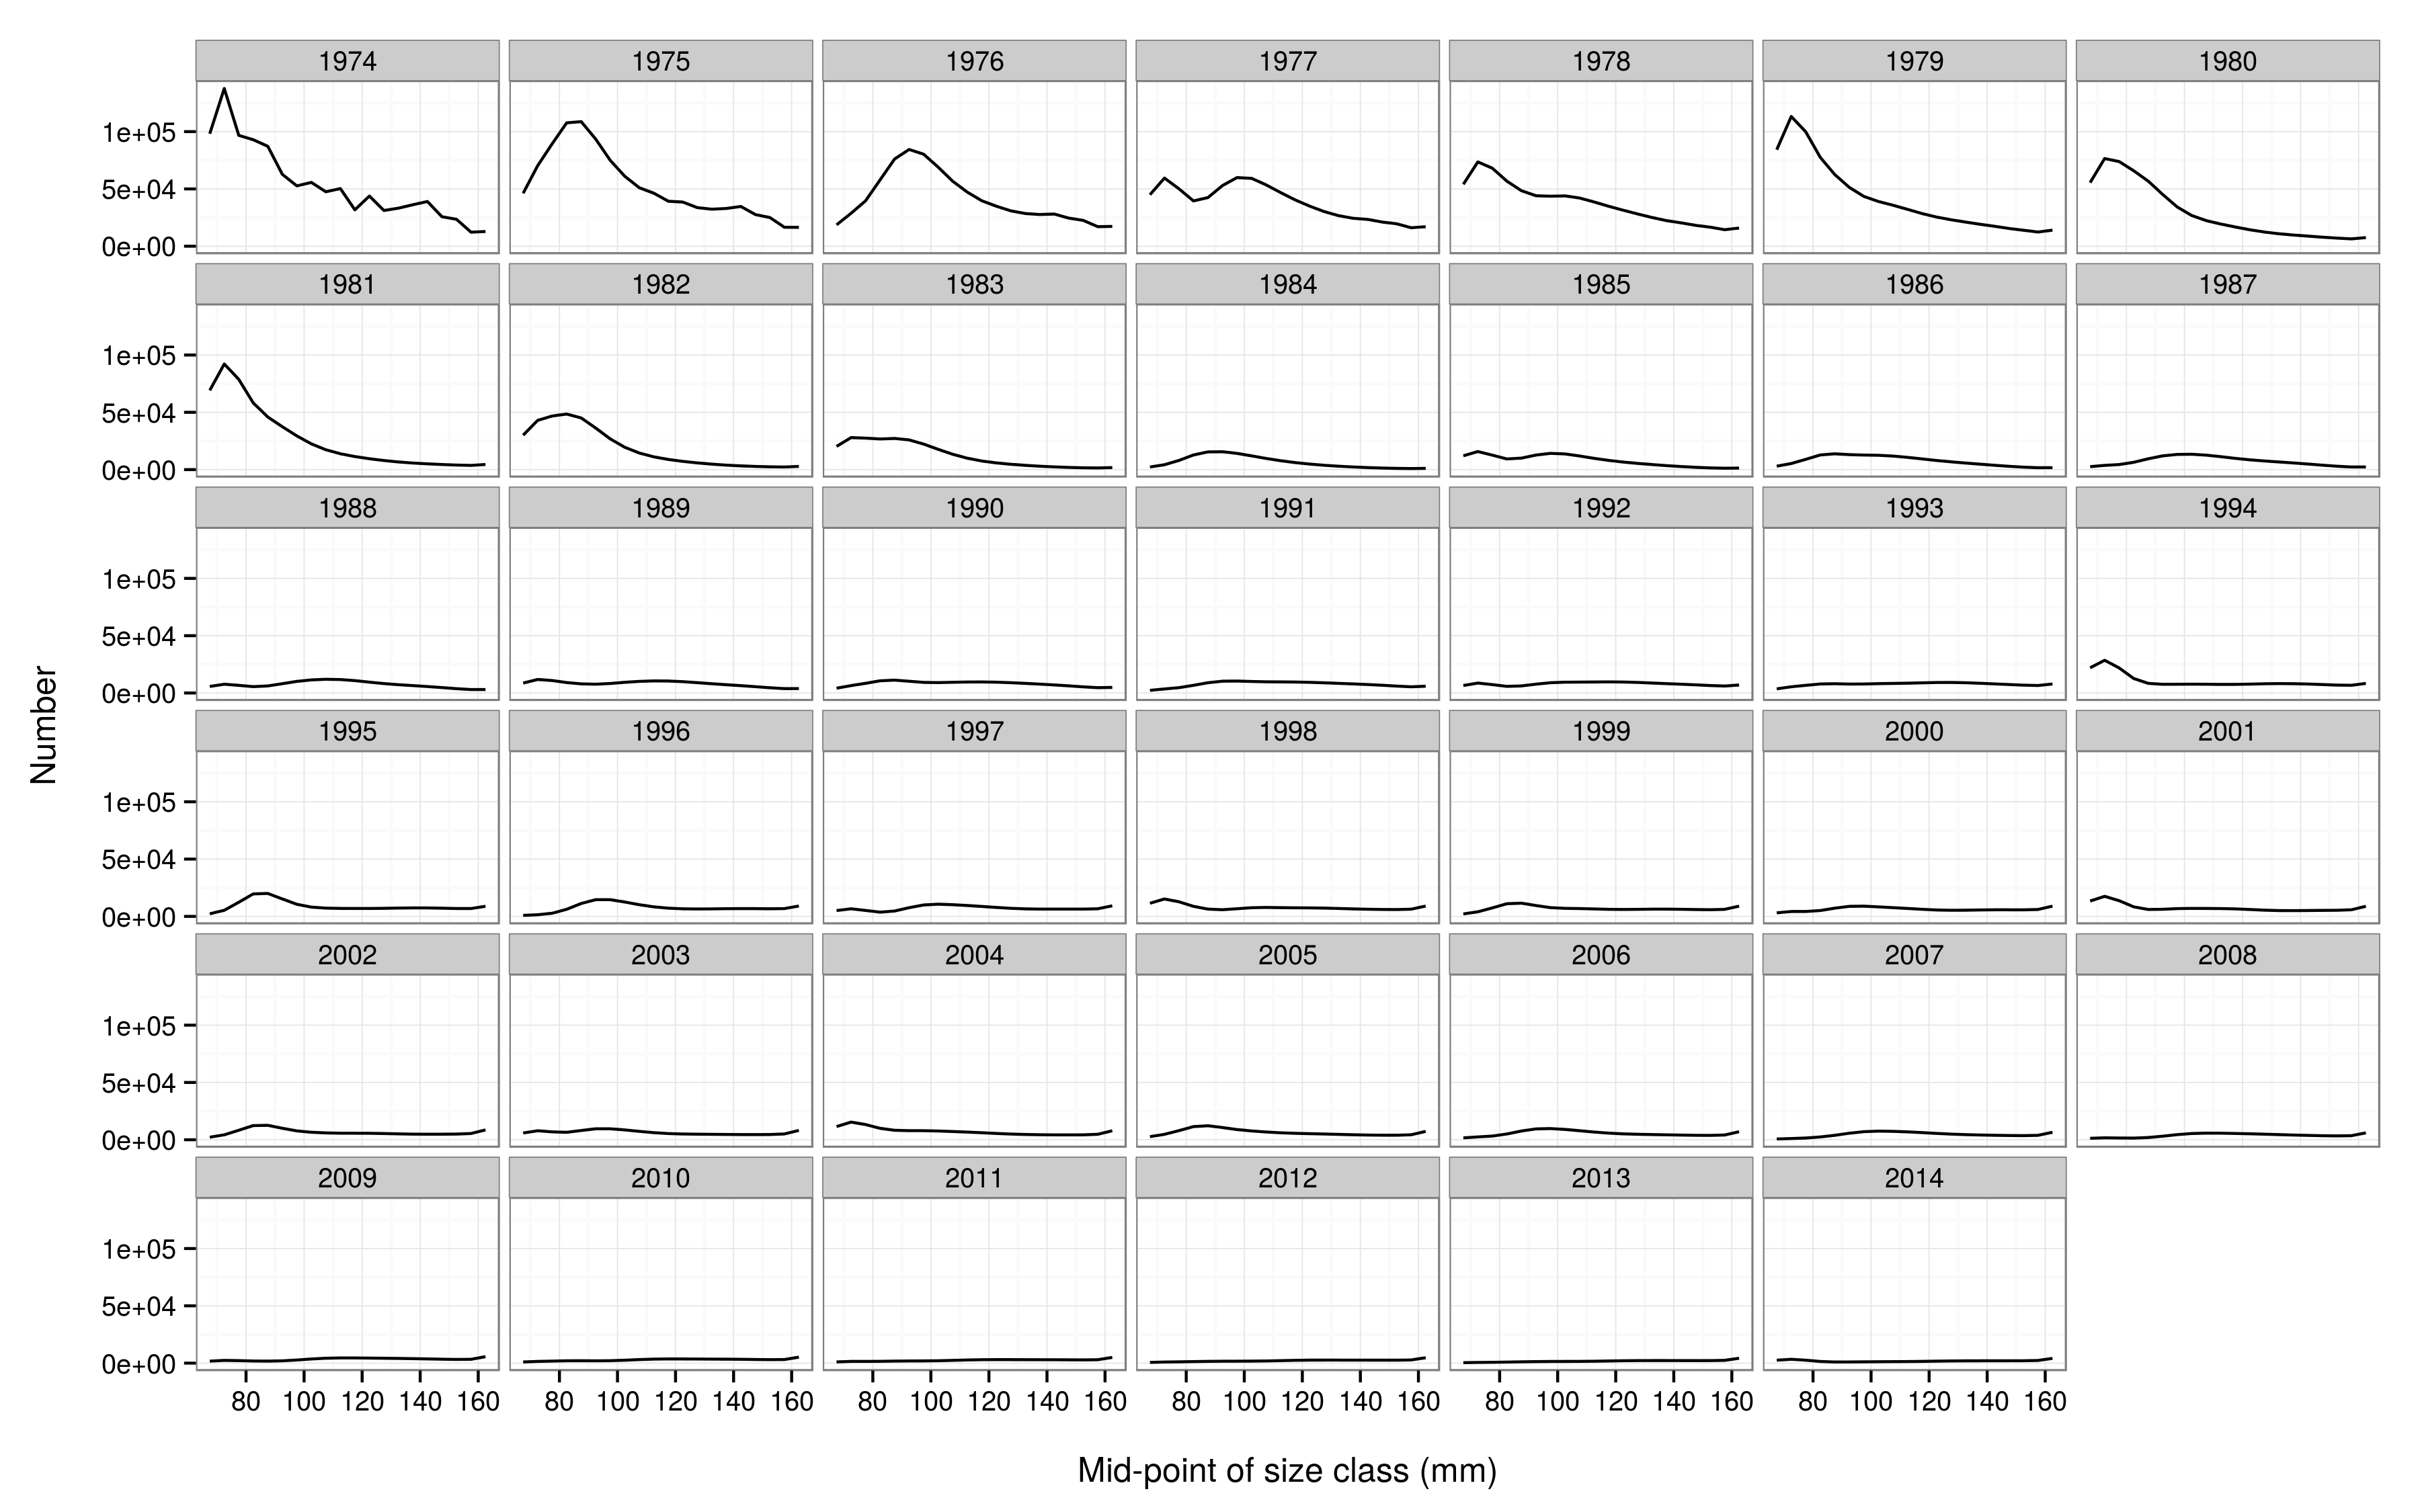 1974 1975 1976 1977 1978 1979 1980
1e+05
5e+04
0e+00
1981 1982 1983 1984 1985 1986 1987
1e+05
5e+04
0e+00
1988 1989 1990 1991 1992 1993 1994
1e+05
5e+04
0e+00
Number
1995 1996 1997 1998 1999 2000 2001
1e+05
5e+04
0e+00
2002 2003 2004 2005 2006 2007 2008
1e+05
5e+04
0e+00
2009 2010 2011 2012 2013 2014
1e+05
5e+04
0e+00
80 100 120 140 160 80 100 120 140 160 80 100 120 140 160 80 100 120 140 160 80 100 120 140 160 80 100 120 140 160
Mid-point of size class (mm)